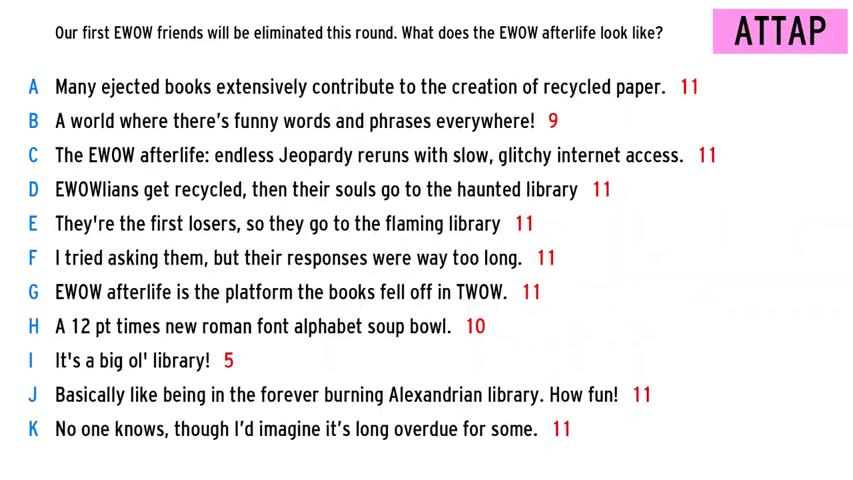 Our first EWOW friends will be eliminated this round. What does the EWOW afterlife look like?
ATTAP
A Many ejected books extensively contribute to the creation of recycled paper. 11
B A world where there's funny words and phrases everywhere! 9
C The EWOW afterlife: endless Jeopardy reruns with slow, glitchy internet access. 11
D EWOWlians get recycled, then their souls go to the haunted library 11
E They're the first losers, so they go to the flaming library 11
F I tried asking them, but their responses were way too long. 11
G EWOW afterlife is the platform the books fell off in TWOW. 11
H A 12 pt times new roman font alphabet soup bowl. 10
I It's a big ol' library! 5
J Basically like being in the forever burning Alexandrian library. How fun! 11
K No one knows, though I'd imagine it's long overdue for some. 11